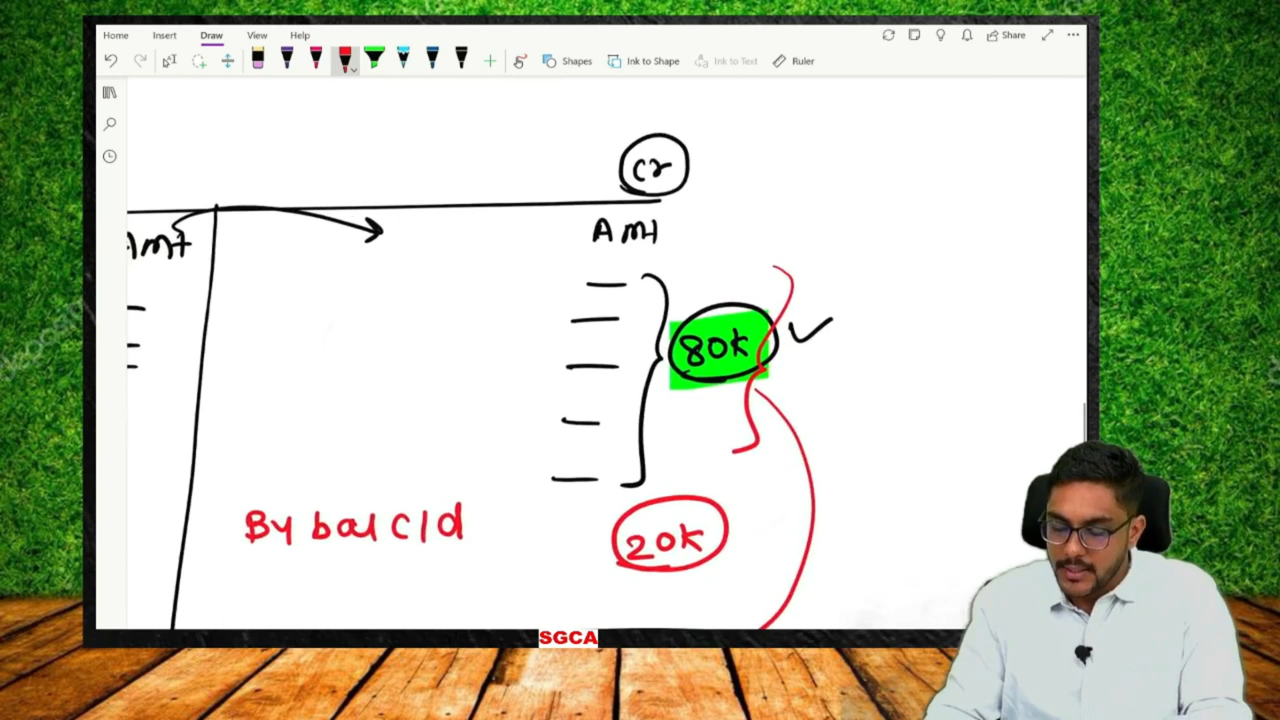 Home Insert Draw View Help Share
Shapes Ink to Shape Ink to Text Ruler
Cr
Amt Amt
80k
By bal c/d 20k
SGCA